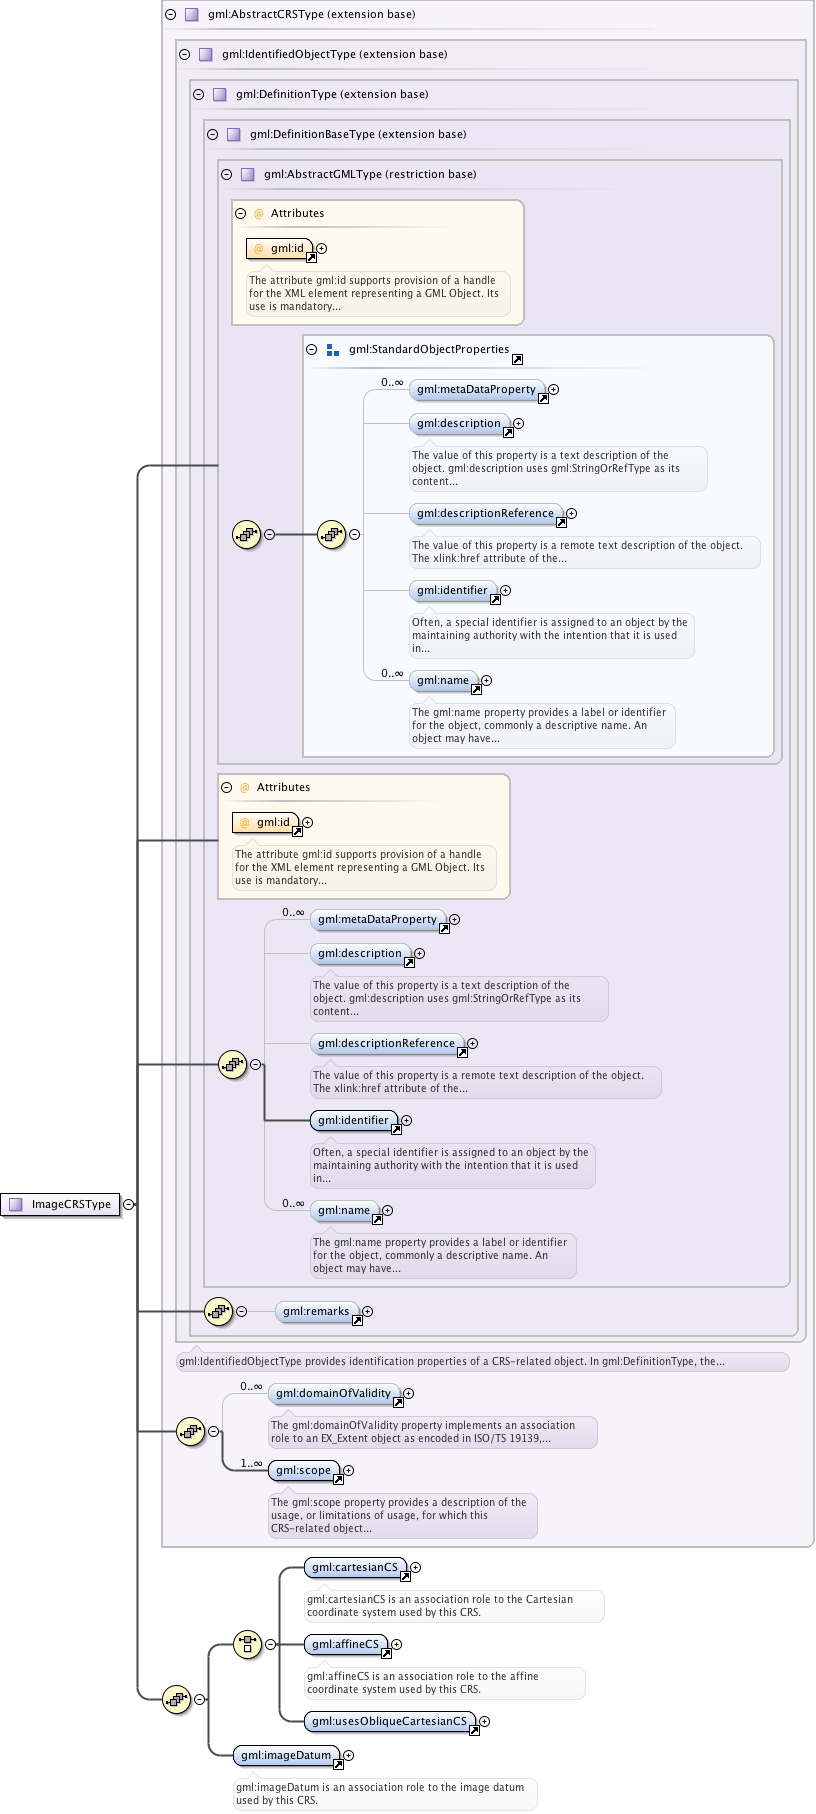 gml:AbstractCRSType (extension base)
gml:IdentifiedObjectType (extension base)
gml:DefinitionType (extension base)
gml:DefinitionBaseType (extension base)
gml:AbstractGMLType (restriction base)
@ Attributes
@ gml:id
The attribute gml:id supports provision of a handle
for the XML element representing a GML Object. Its
use is mandatory...
gml:StandardObjectProperties
0..∞ gml:metaDataProperty
gml:description
The value of this property is a text description of the
object. gml:description uses gml:StringOrRefType as its
content...
gml:descriptionReference
The value of this property is a remote text description of the object.
The xlink:href attribute of the...
gml:identifier
Often, a special identifier is assigned to an object by the
maintaining authority with the intention that it is used
in...
0..∞ gml:name
The gml:name property provides a label or identifier
for the object, commonly a descriptive name. An
object may have...
@ Attributes
@ gml:id
The attribute gml:id supports provision of a handle
for the XML element representing a GML Object. Its
use is mandatory...
0..∞ gml:metaDataProperty
gml:description
The value of this property is a text description of the
object. gml:description uses gml:StringOrRefType as its
content...
gml:descriptionReference
The value of this property is a remote text description of the object.
The xlink:href attribute of the...
gml:identifier
Often, a special identifier is assigned to an object by the
maintaining authority with the intention that it is used
in...
ImageCRSType
0..∞ gml:name
The gml:name property provides a label or identifier
for the object, commonly a descriptive name. An
object may have...
gml:remarks
gml:IdentifiedObjectType provides identification properties of a CRS-related object. In gml:DefinitionType, the...
0..∞ gml:domainOfValidity
The gml:domainOfValidity property implements an association
role to an EX_Extent object as encoded in ISO/TS 19139,...
1..∞ gml:scope
The gml:scope property provides a description of the
usage, or limitations of usage, for which this
CRS-related object...
gml:cartesianCS
gml:cartesianCS is an association role to the Cartesian
coordinate system used by this CRS.
gml:affineCS
gml:affineCS is an association role to the affine
coordinate system used by this CRS.
gml:usesObliqueCartesianCS
gml:imageDatum
gml:imageDatum is an association role to the image datum
used by this CRS.